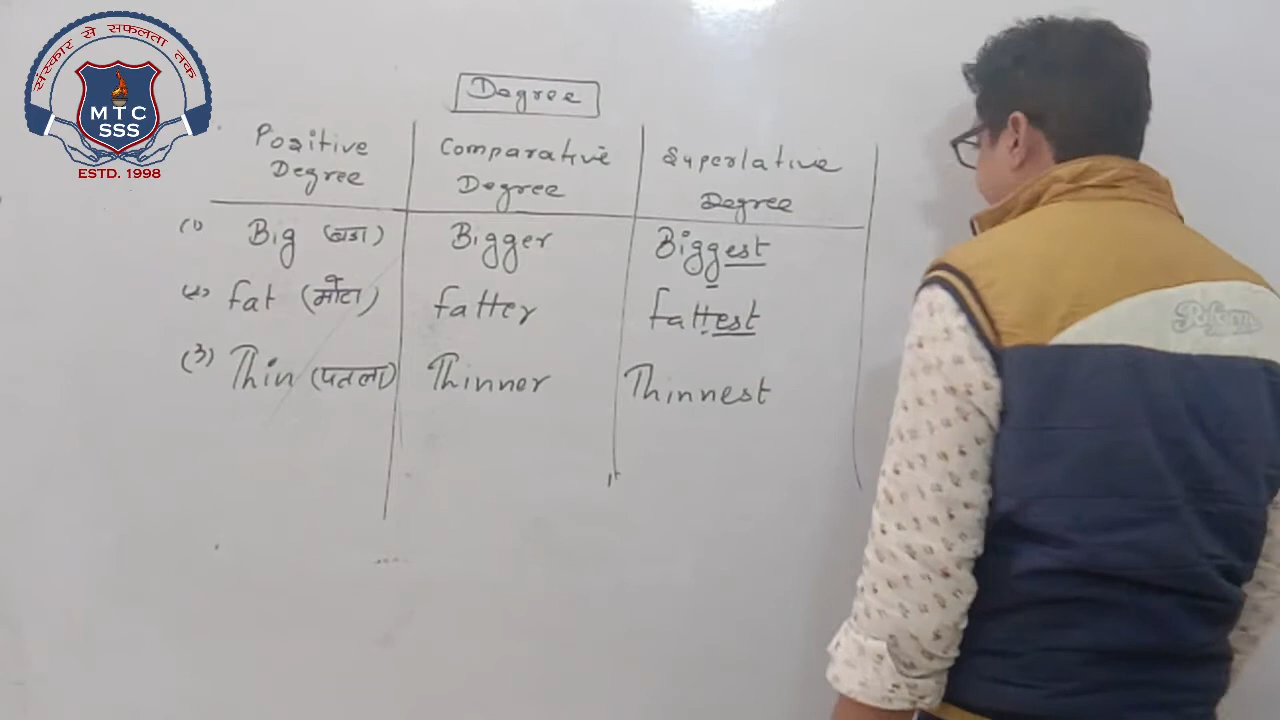 संस्कार से सफलता तक
MTC
SSS
ESTD. 1998
Degree
Positive Degree
Comparative Degree
Superlative Degree
(1) Big (बडा) Bigger Biggest
(2) fat (मोटा) fatter fattest
(3) Thin (पतला) Thinner Thinnest